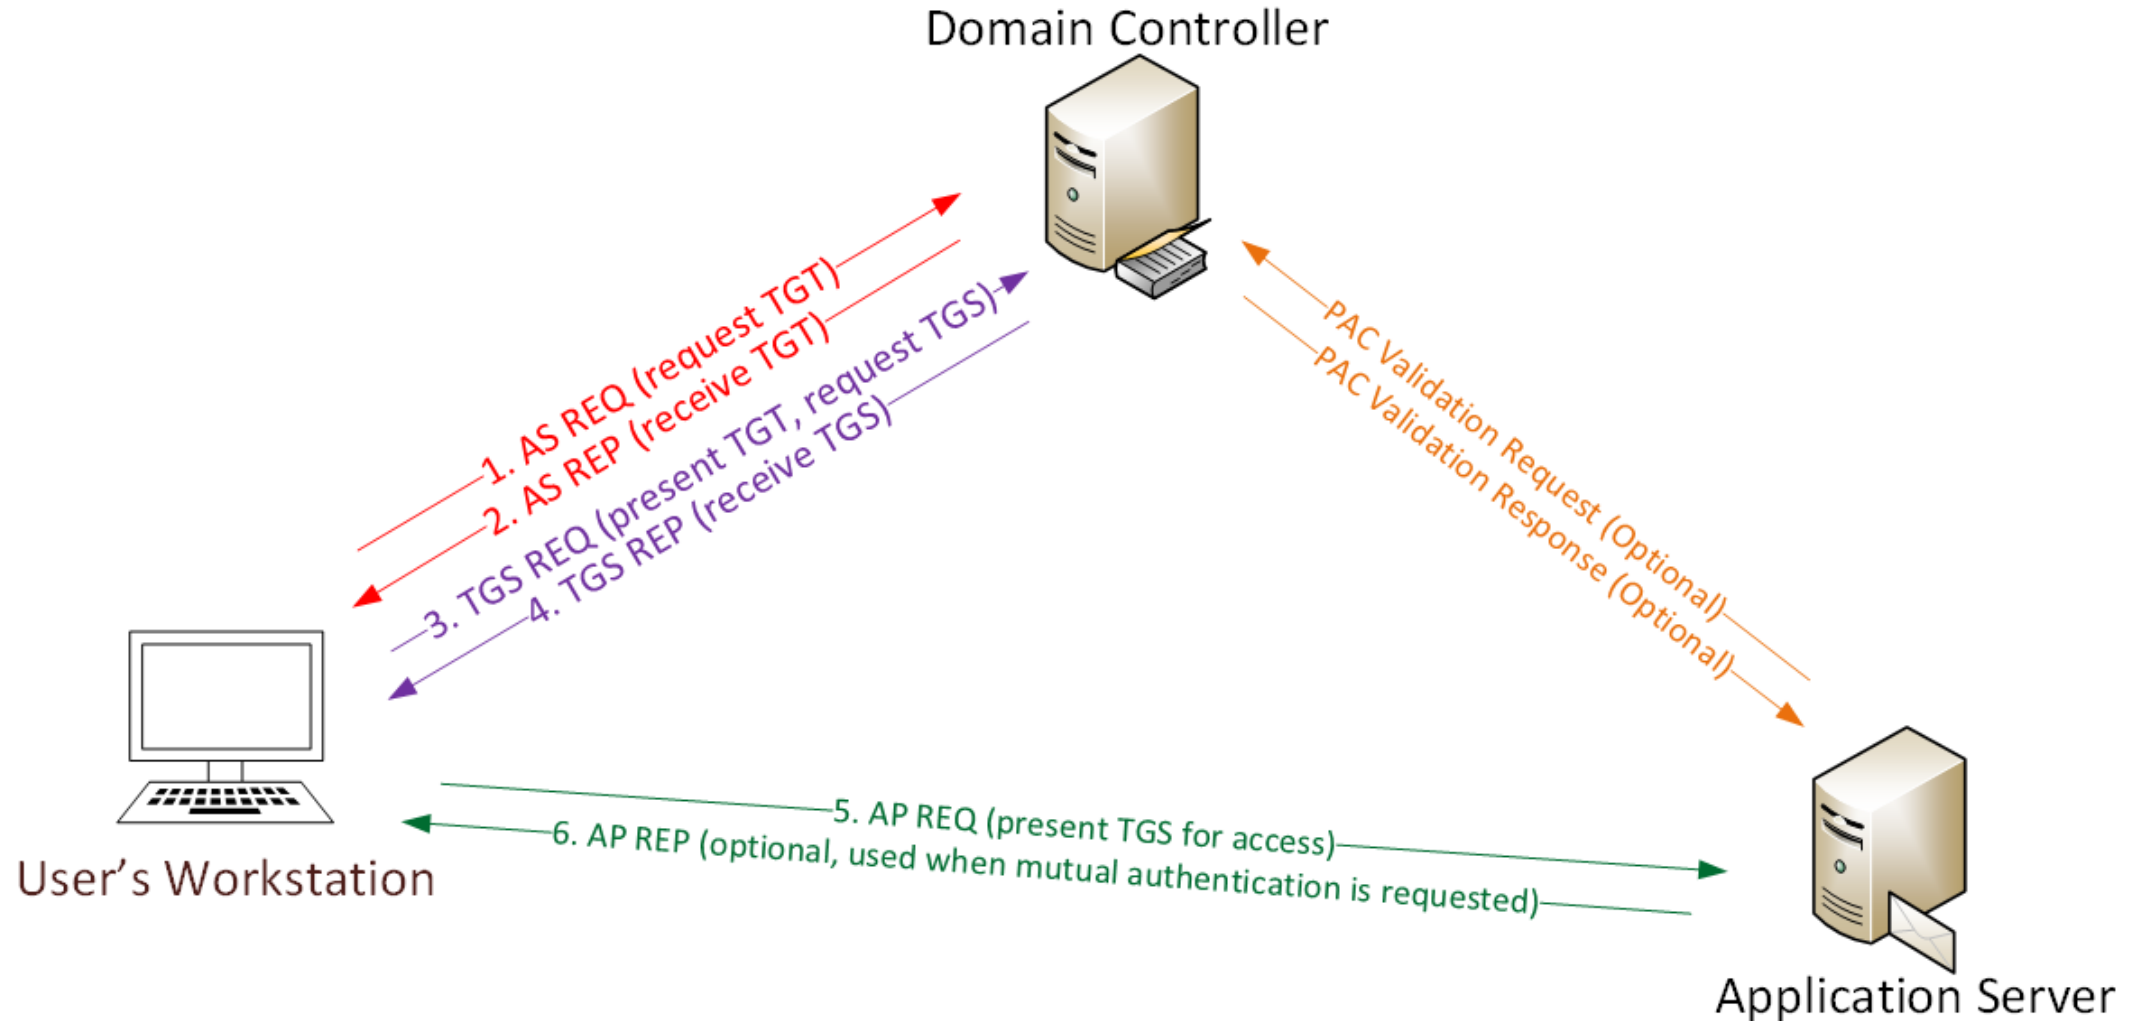 Domain Controller
1. AS REQ (request TGT)
2. AS REP (receive TGT)
3. TGS REQ (present TGT, request TGS)
4. TGS REP (receive TGS)
PAC Validation Request (Optional)
PAC Validation Response (Optional)
5. AP REQ (present TGS for access)
6. AP REP (optional, used when mutual authentication is requested)
User’s Workstation
Application Server